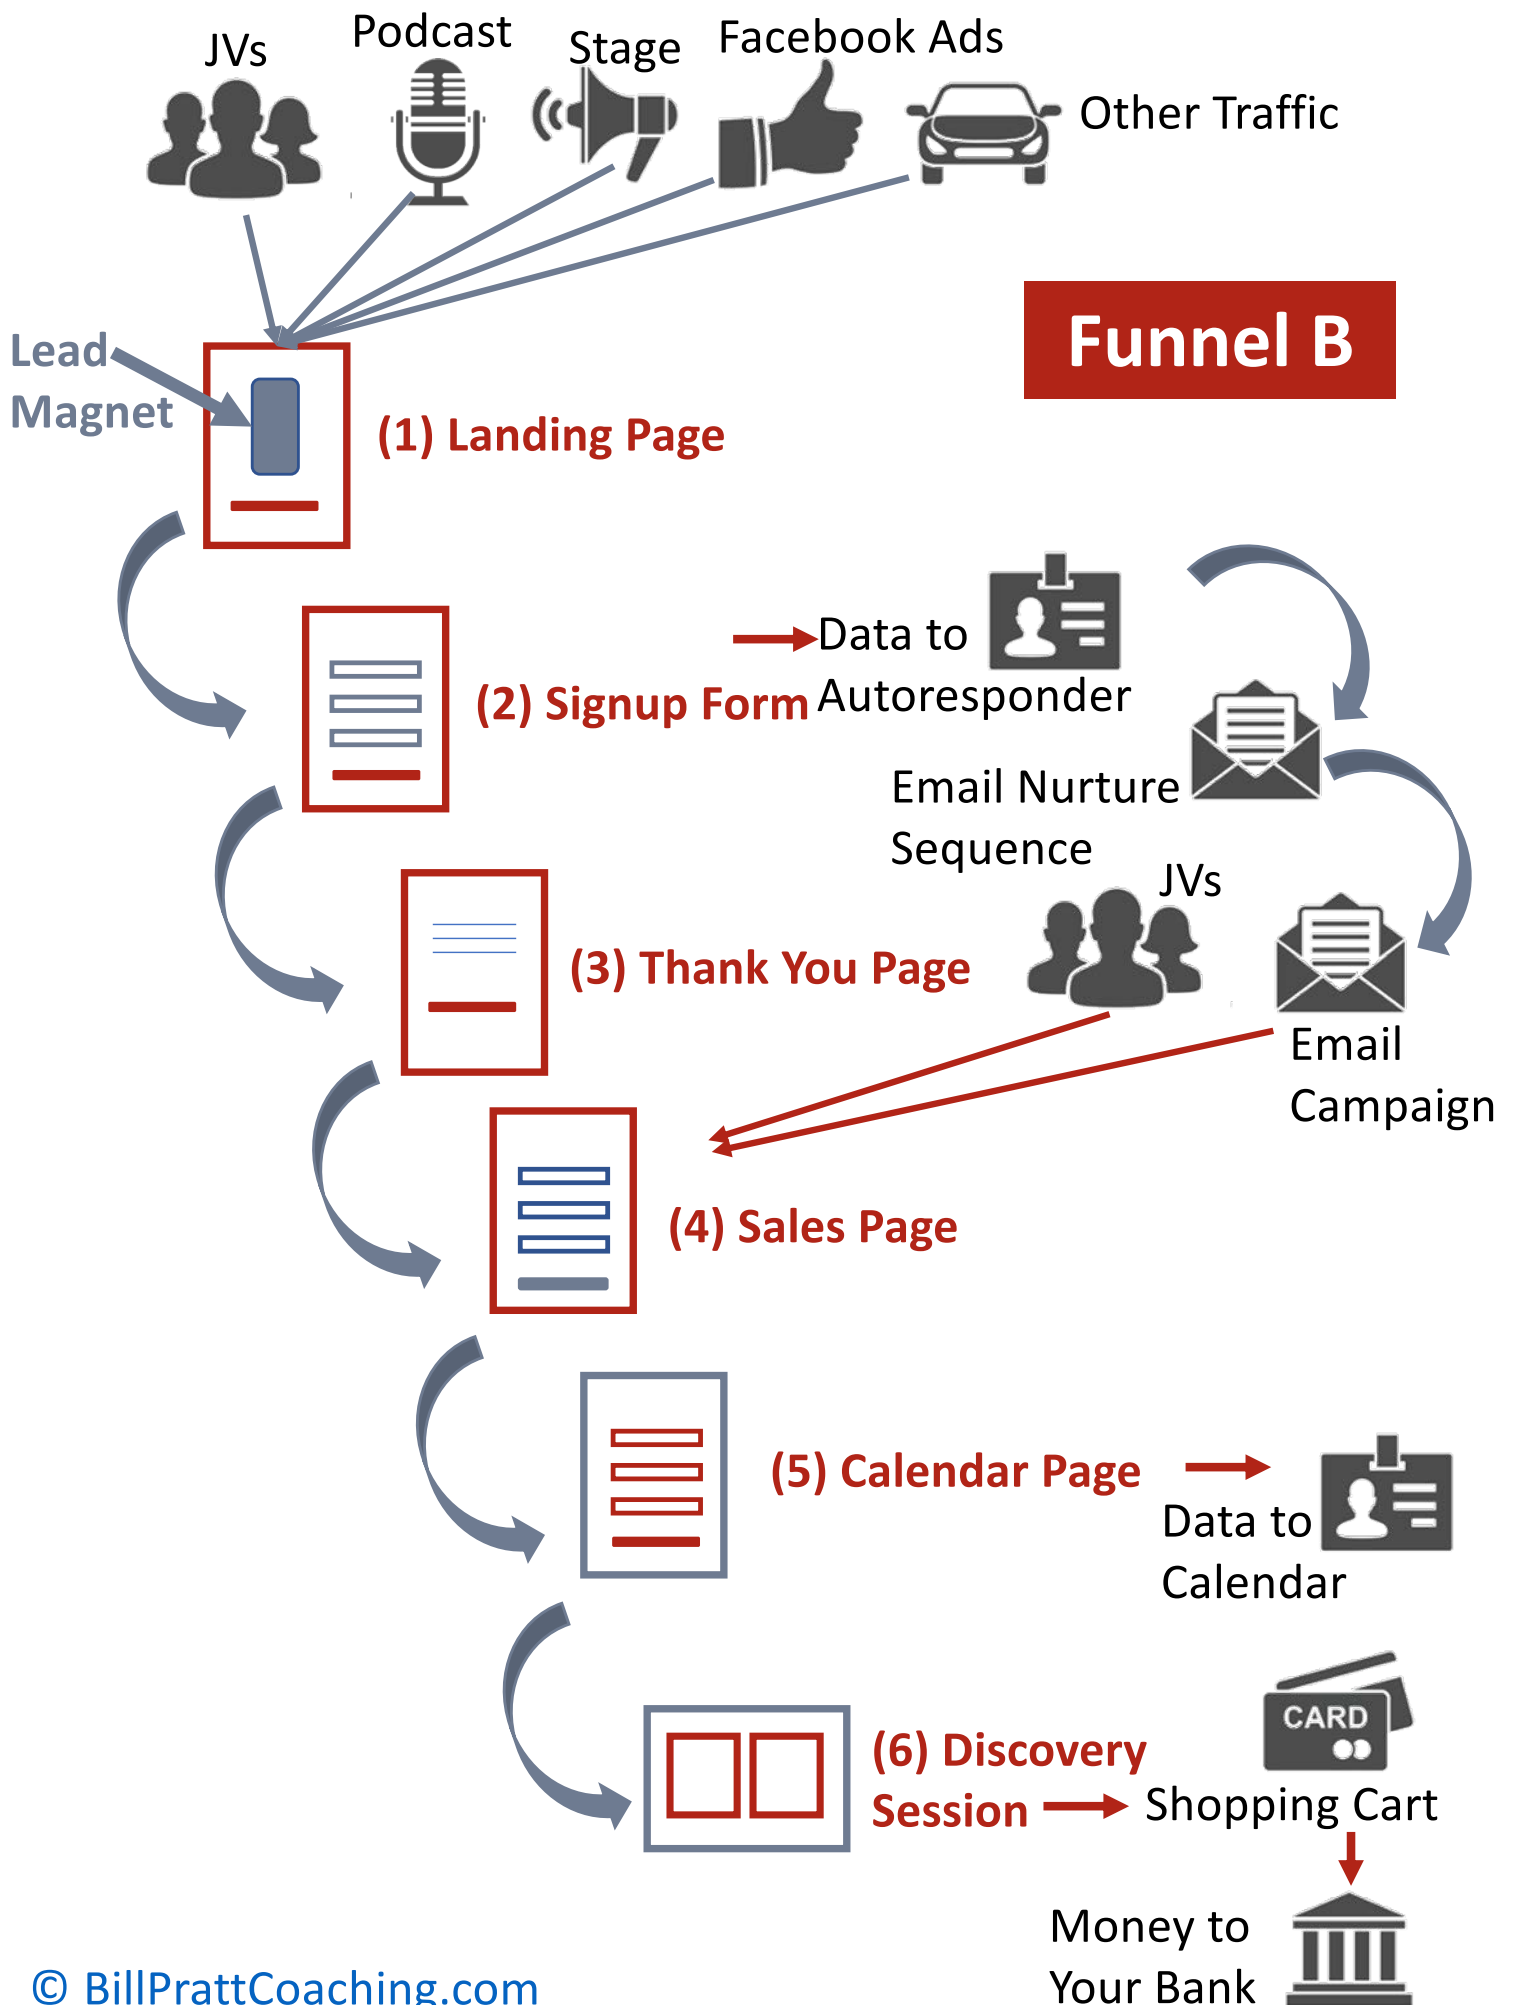 JVs
Podcast
Stage
Facebook Ads
Other Traffic
Funnel B
Lead
Magnet
(1) Landing Page
Data to
Autoresponder
(2) Signup Form
Email Nurture
Sequence
JVs
(3) Thank You Page
Email
Campaign
(4) Sales Page
(5) Calendar Page
Data to
Calendar
CARD
(6) Discovery
Session
Shopping Cart
Money to
Your Bank
© BillPrattCoaching.com